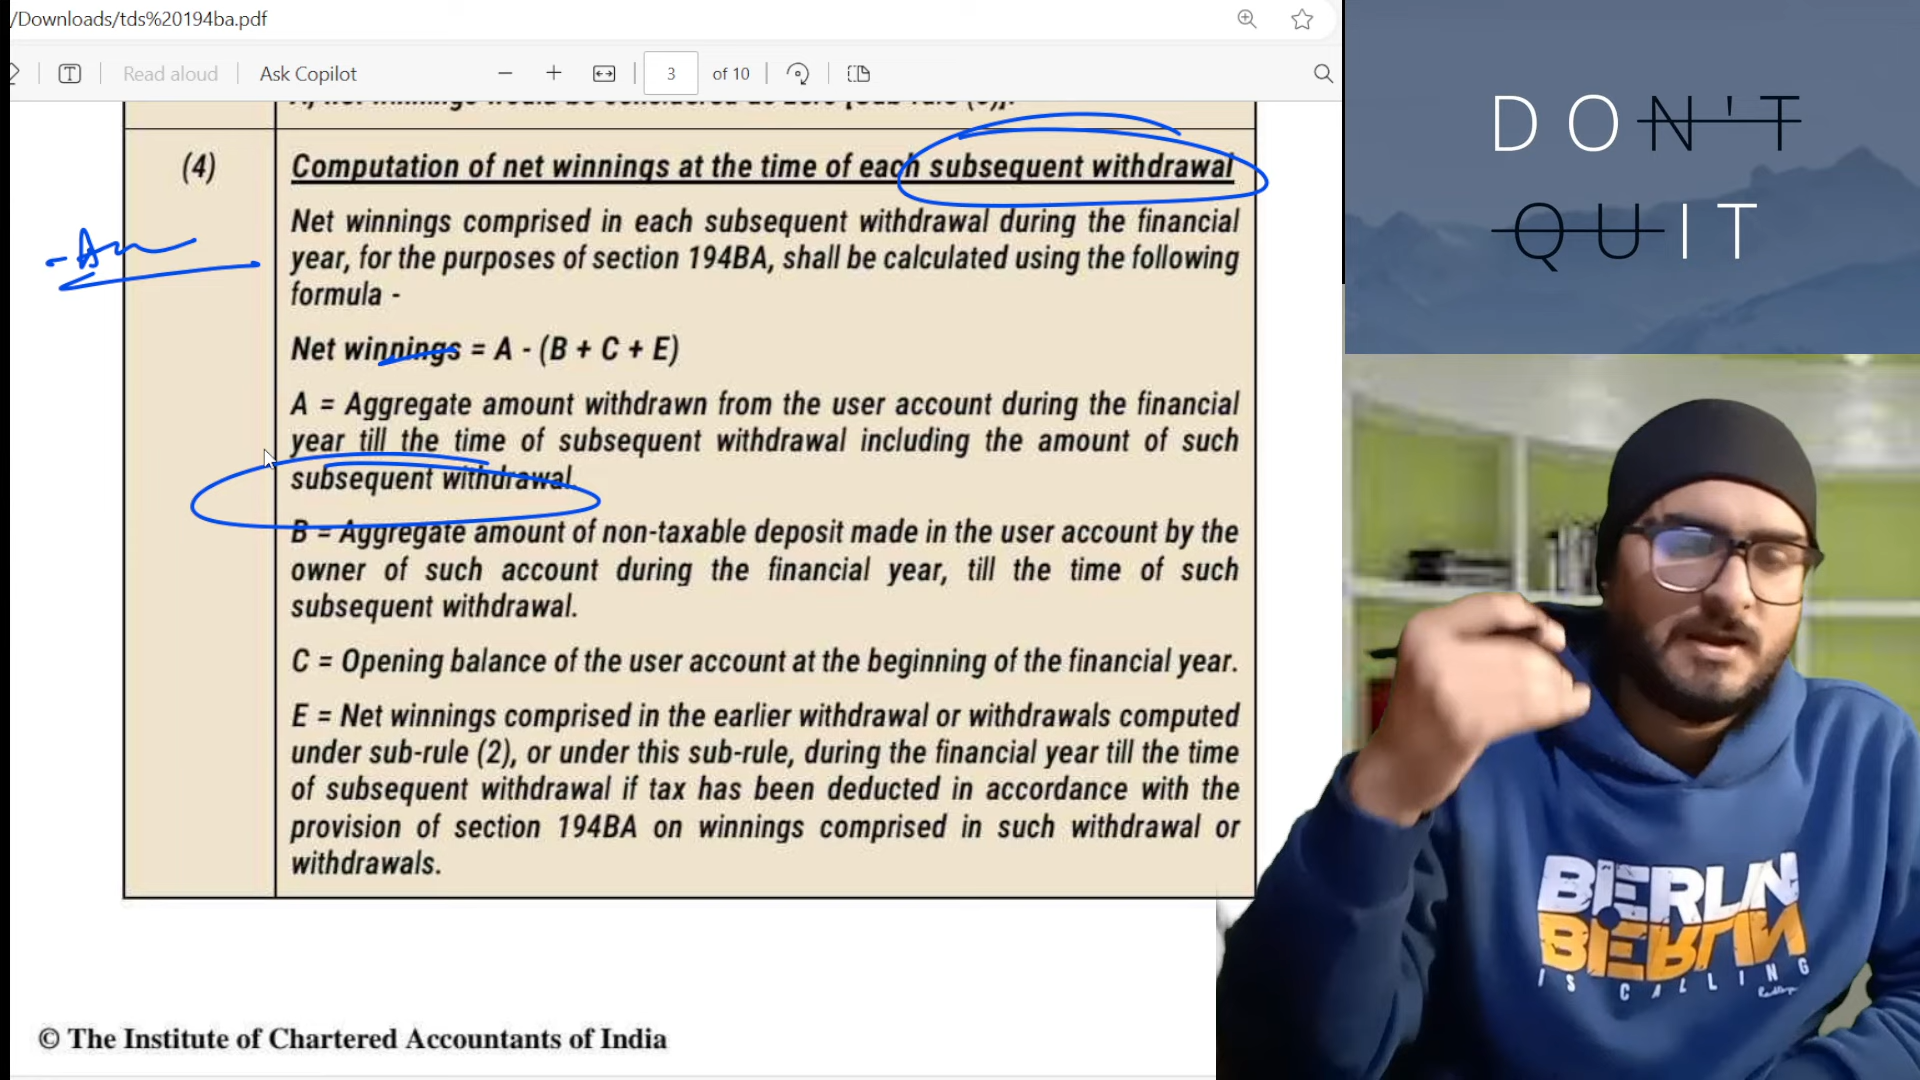 /Downloads/tds%20194ba.pdf
Read aloud
Ask Copilot
3
of 10
(4)
Computation of net winnings at the time of each subsequent withdrawal
Net winnings comprised in each subsequent withdrawal during the financial
year, for the purposes of section 194BA, shall be calculated using the following
formula -
Net winnings = A - (B + C + E)
A = Aggregate amount withdrawn from the user account during the financial
year till the time of subsequent withdrawal including the amount of such
subsequent withdrawal.
B = Aggregate amount of non-taxable deposit made in the user account by the
owner of such account during the financial year, till the time of such
subsequent withdrawal.
C = Opening balance of the user account at the beginning of the financial year.
E = Net winnings comprised in the earlier withdrawal or withdrawals computed
under sub-rule (2), or under this sub-rule, during the financial year till the time
of subsequent withdrawal if tax has been deducted in accordance with the
provision of section 194BA on winnings comprised in such withdrawal or
withdrawals.
© The Institute of Chartered Accountants of India
DON'T
QUIT
BERLIN
BERLIN
IS CALLING